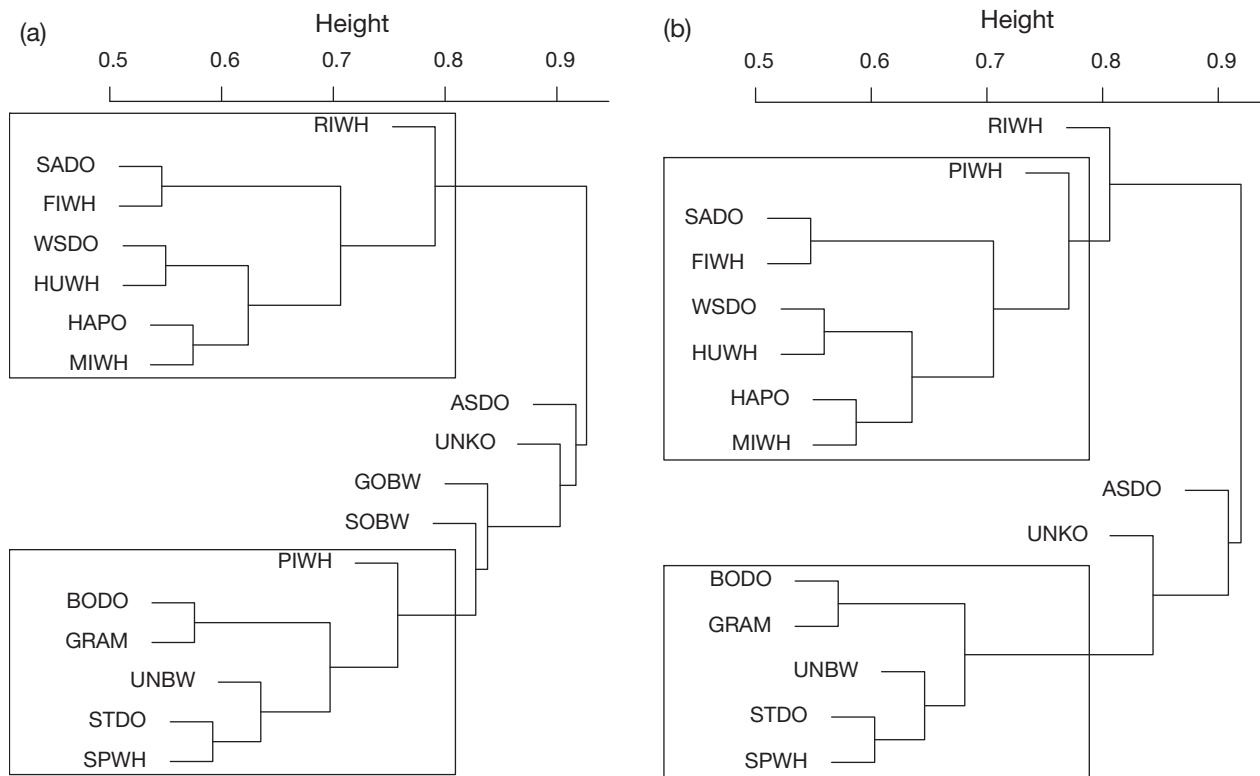 (a)
Height
0.5 0.6 0.7 0.8 0.9
RIWH
SADO
FIWH
WSDO
HUWH
HAPO
MIWH
ASDO
UNKO
GOBW
SOBW
PIWH
BODO
GRAM
UNBW
STDO
SPWH
(b)
Height
0.5 0.6 0.7 0.8 0.9
RIWH
PIWH
SADO
FIWH
WSDO
HUWH
HAPO
MIWH
ASDO
UNKO
BODO
GRAM
UNBW
STDO
SPWH